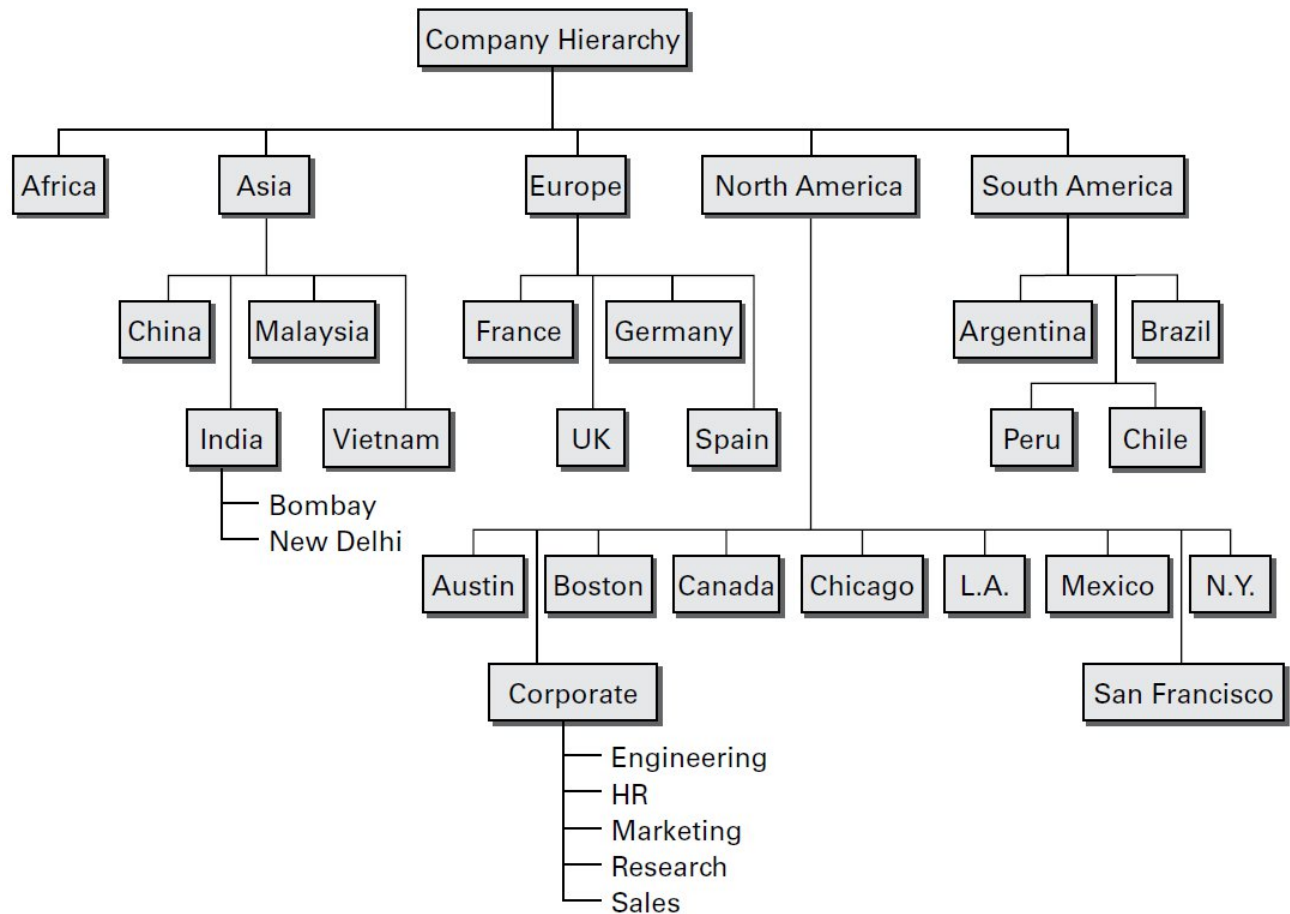 Company Hierarchy
Africa
Asia
Europe
North America
South America
China
Malaysia
France
Germany
Argentina
Brazil
India
Vietnam
UK
Spain
Peru
Chile
Bombay
New Delhi
Austin
Boston
Canada
Chicago
L.A.
Mexico
N.Y.
Corporate
San Francisco
Engineering
HR
Marketing
Research
Sales